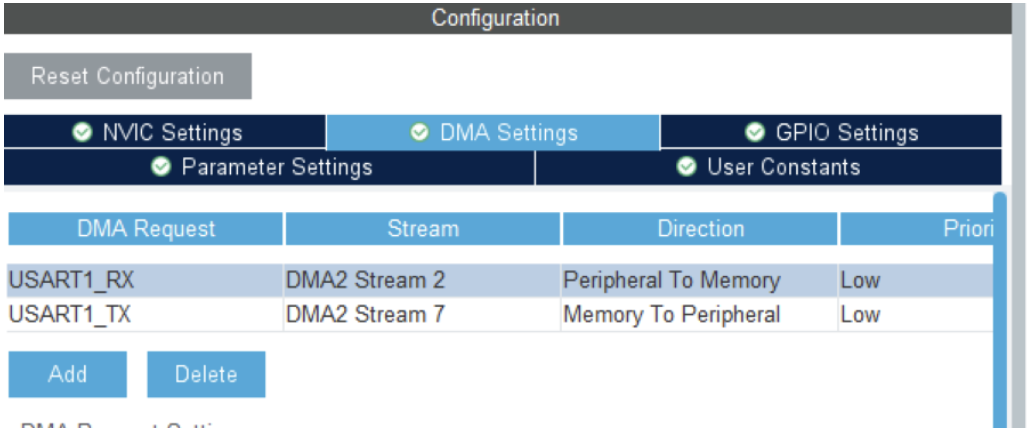 Configuration
Reset Configuration
NVIC Settings DMA Settings GPIO Settings
Parameter Settings User Constants
DMA Request Stream Direction Priori
USART1_RX DMA2 Stream 2 Peripheral To Memory Low
USART1_TX DMA2 Stream 7 Memory To Peripheral Low
Add Delete